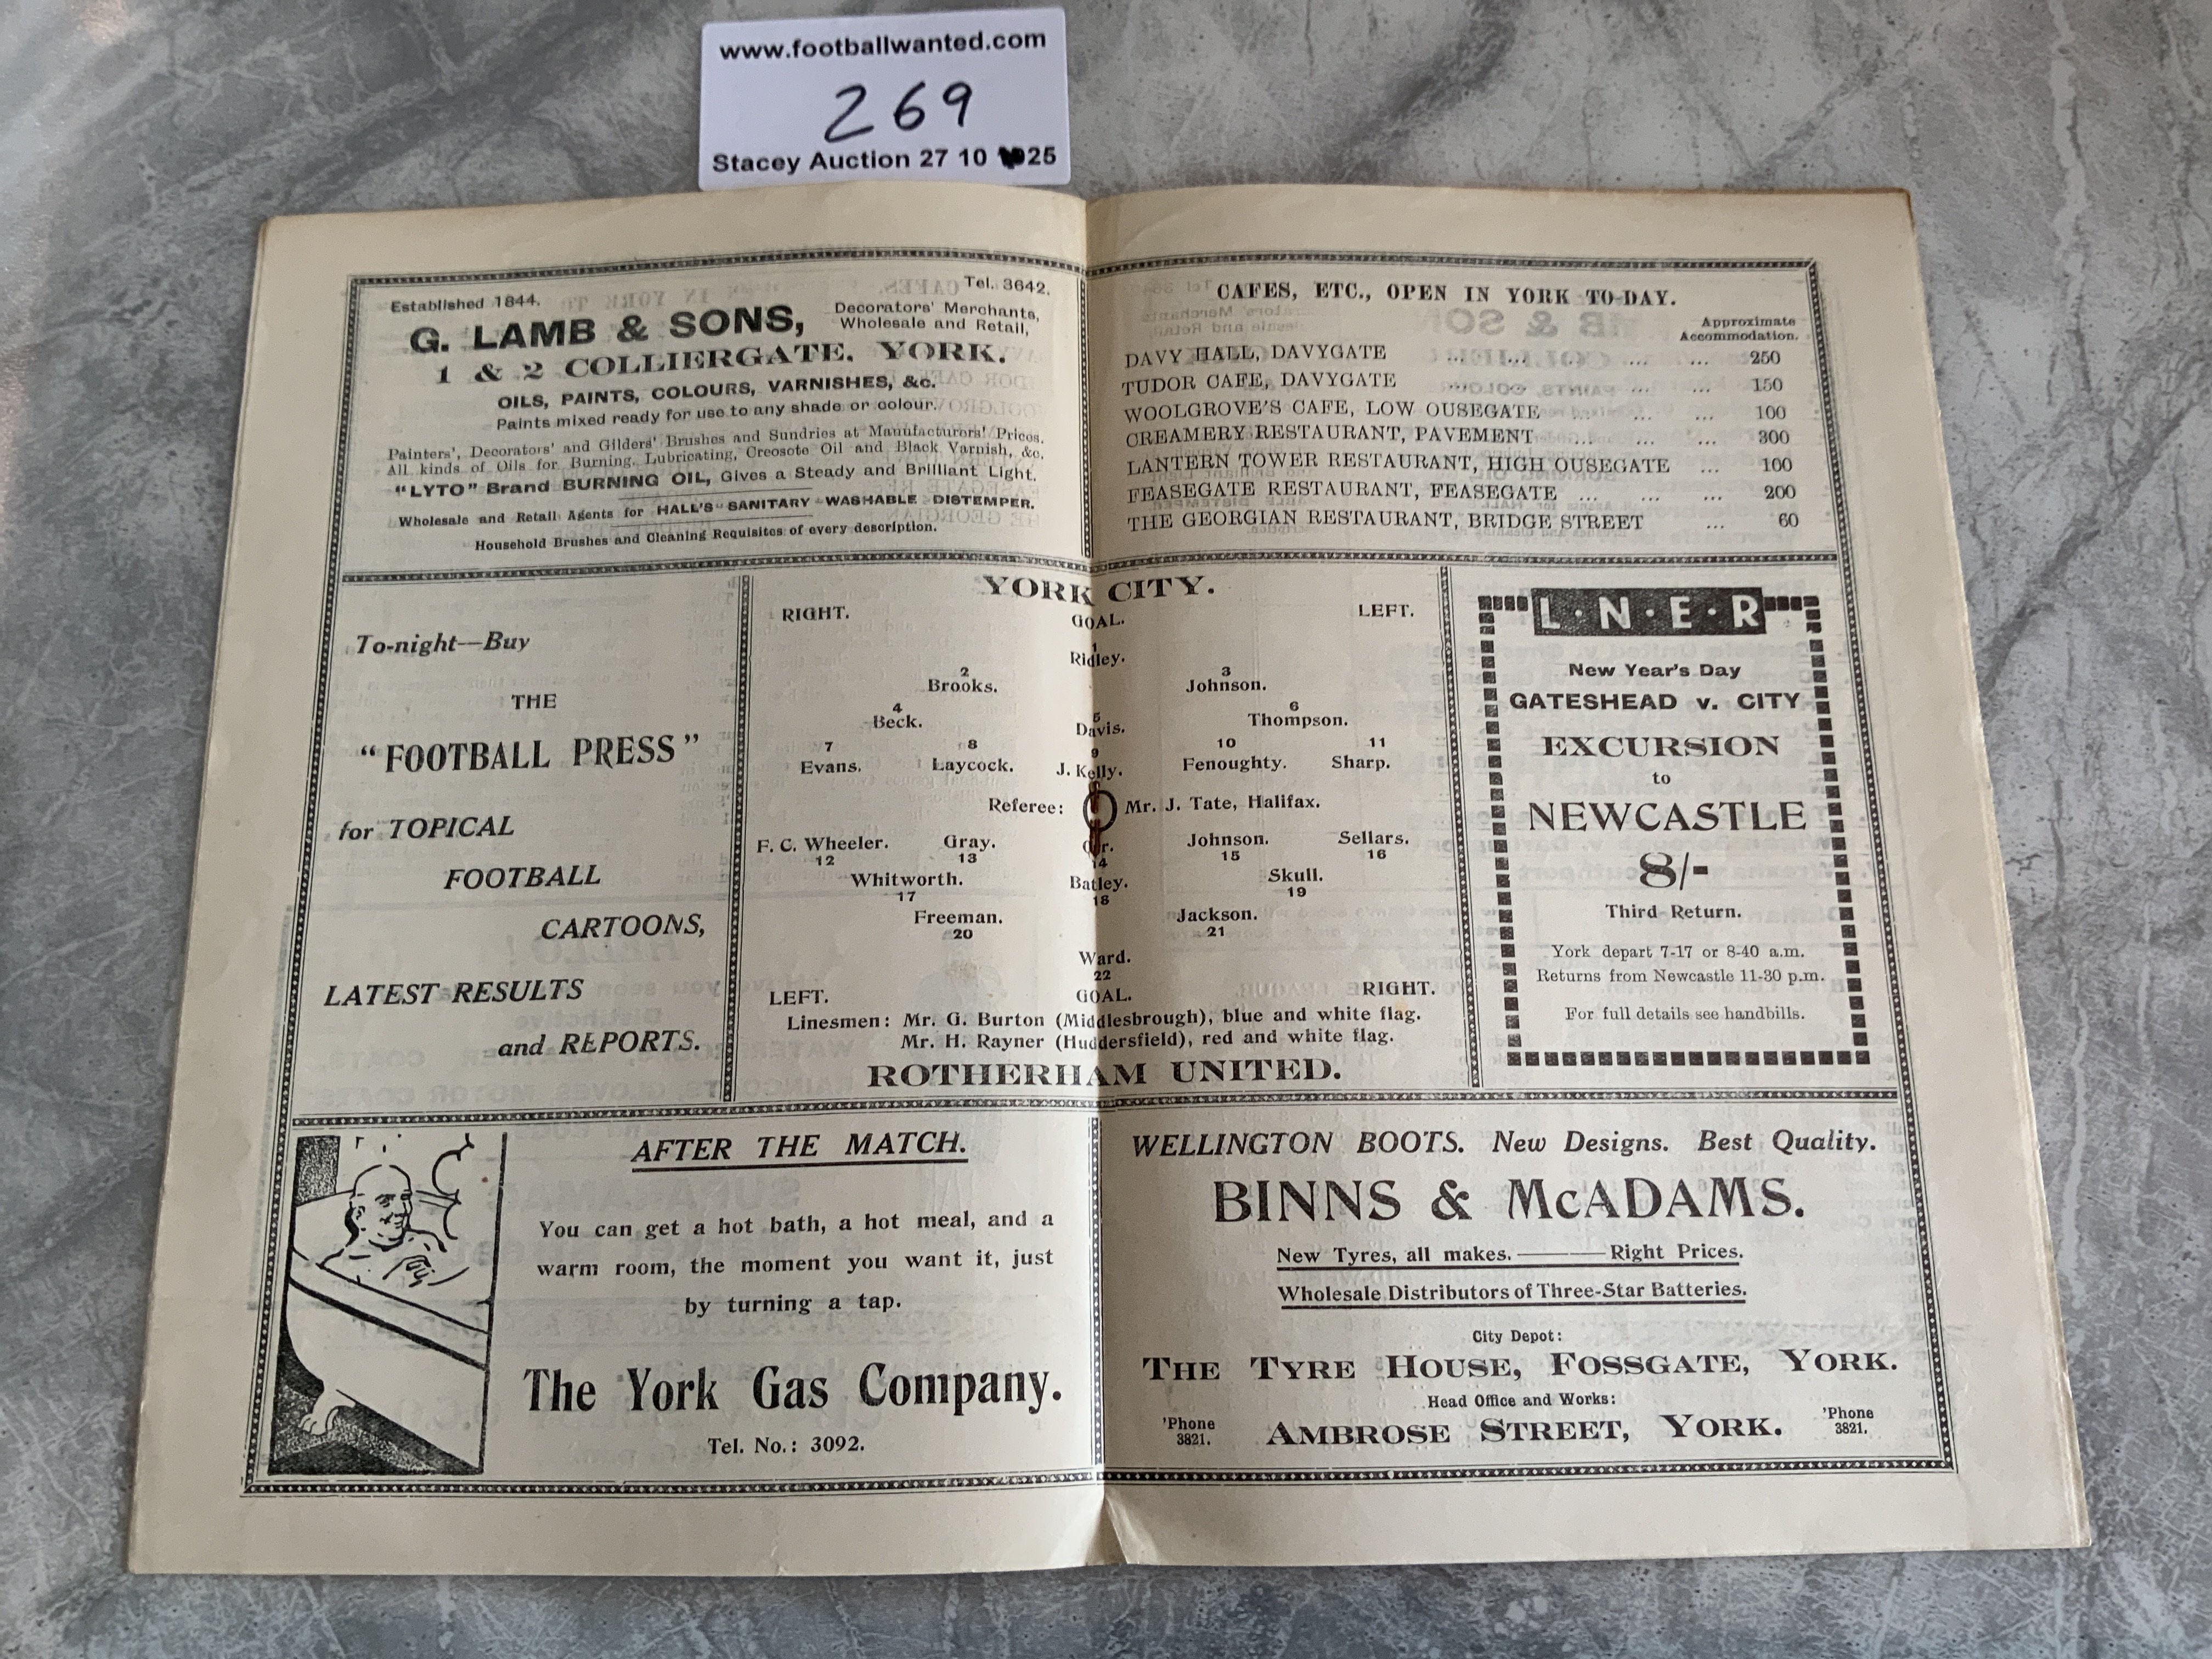 www.footballwanted.com
269
Stacey Auction 27 10 25
Established 1844.
Tel. 3642.
G. LAMB & SONS,
Decorators' Merchants,
Wholesale and Retail,
1 & 2 COLLIERGATE, YORK.
OILS, PAINTS, COLOURS, VARNISHES, &c.
Paints mixed ready for use to any shade or colour.
Painters', Decorators' and Gilders' Brushes and Sundries at Manufacturers' Prices.
All kinds of Oils for Burning, Lubricating, Creosote Oil and Black Varnish, &c.
"LYTO" Brand BURNING OIL, Gives a Steady and Brilliant Light.
Wholesale and Retail Agents for HALL'S SANITARY WASHABLE DISTEMPER.
Household Brushes and Cleaning Requisites of every description.
CAFES, ETC., OPEN IN YORK TO-DAY.
Approximate
Accommodation.
DAVY HALL, DAVYGATE ... ... ... ... 250
TUDOR CAFE, DAVYGATE ... ... ... 150
WOOLGROVE'S CAFE, LOW OUSEGATE ... ... 100
CREAMERY RESTAURANT, PAVEMENT ... ... ... 300
LANTERN TOWER RESTAURANT, HIGH OUSEGATE ... 100
FEASEGATE RESTAURANT, FEASEGATE ... ... ... 200
THE GEORGIAN RESTAURANT, BRIDGE STREET ... 60
To-night—Buy
THE
"FOOTBALL PRESS"
for TOPICAL
FOOTBALL
CARTOONS,
LATEST RESULTS
and REPORTS.
YORK CITY.
RIGHT. GOAL. LEFT.
1
Ridley.
2 3
Brooks. Johnson.
4 5 6
Beck. Davis. Thompson.
7 8 9 10 11
Evans. Laycock. J. Kelly. Fenoughty. Sharp.
Referee: Mr. J. Tate, Halifax.
F. C. Wheeler. Gray. Johnson. Sellars.
12 13 14 15 16
Whitworth. Batley. Skull.
17 18 19
Freeman. Jackson.
20 21
Ward.
22
LEFT. GOAL. RIGHT.
Linesmen: Mr. G. Burton (Middlesbrough), blue and white flag.
Mr. H. Rayner (Huddersfield), red and white flag.
ROTHERHAM UNITED.
L·N·E·R
New Year's Day
GATESHEAD v. CITY
EXCURSION
to
NEWCASTLE
8/-
Third Return.
York depart 7-17 or 8-40 a.m.
Returns from Newcastle 11-30 p.m.
For full details see handbills.
AFTER THE MATCH.
You can get a hot bath, a hot meal, and a
warm room, the moment you want it, just
by turning a tap.
The York Gas Company.
Tel. No.: 3092.
WELLINGTON BOOTS. New Designs. Best Quality.
BINNS & McADAMS.
New Tyres, all makes. ——— Right Prices.
Wholesale Distributors of Three-Star Batteries.
City Depot:
THE TYRE HOUSE, FOSSGATE, YORK.
Head Office and Works:
'Phone 3821. AMBROSE STREET, YORK. 'Phone 3821.